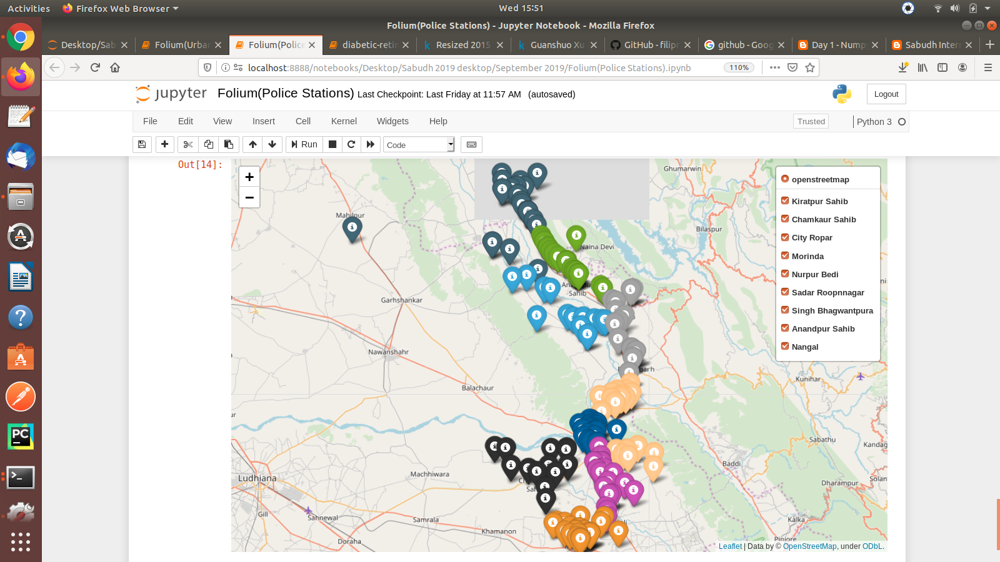 Activities
Firefox Web Browser
Wed 15:51
Folium(Police Stations) - Jupyter Notebook - Mozilla Firefox
Desktop/Sab
Folium(Urba
Folium(Police
diabetic-reti
Resized 2015
Guanshuo Xu
GitHub - filip
github - Goog
Day 1 - Nump
Sabudh Inter
localhost:8888/notebooks/Desktop/Sabudh 2019 desktop/September 2019/Folium(Police Stations).ipynb
110%
jupyter
Folium(Police Stations) Last Checkpoint: Last Friday at 11:57 AM (autosaved)
Logout
File Edit View Insert Cell Kernel Widgets Help
Trusted
Python 3
Run
Code
Out[14]:
+
−
Ghumarwin
Mahilpur
Bilaspur
Naina Devi
Sahib
Garhshankar
Nawanshahr
Balachaur
Kunihar
Sabathu
Kandag
Baddi
Machhiwara
Ludhiana
Dharampur
Solan
Gill
Sahnewal
Samrala
Khamanon
Doraha
Kalka
Pinjore
openstreetmap
Kiratpur Sahib
Chamkaur Sahib
City Ropar
Morinda
Nurpur Bedi
Sadar Roopnnagar
Singh Bhagwantpura
Anandpur Sahib
Nangal
Leaflet | Data by © OpenStreetMap, under ODbL.